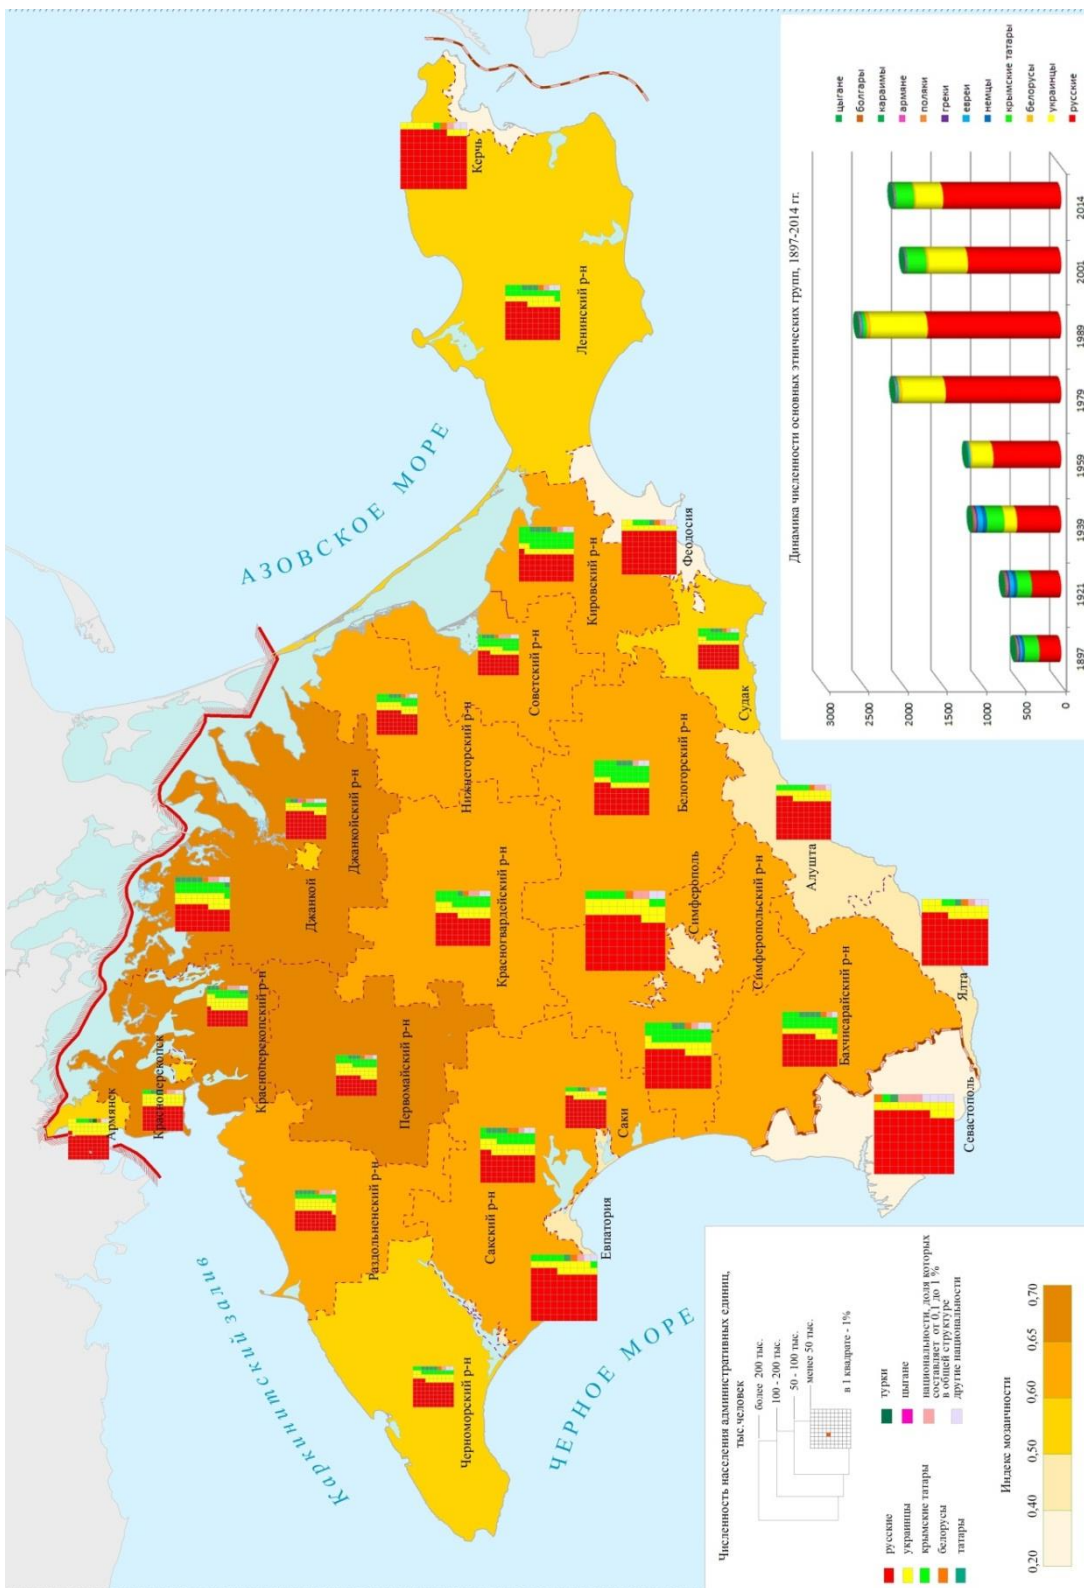 АЗОВСКОЕ МОРЕ
Каркинитский залив
ЧЕРНОЕ МОРЕ
Армянск
Красноперекопск
Красноперекопский р-н
Джанкой
Джанкойский р-н
Раздольненский р-н
Первомайский р-н
Черноморский р-н
Сакский р-н
Саки
Евпатория
Красногвардейский р-н
Нижнегорский р-н
Советский р-н
Кировский р-н
Белогорский р-н
Симферополь
Симферопольский р-н
Бахчисарайский р-н
Севастополь
Ялта
Алушта
Судак
Феодосия
Ленинский р-н
Керчь
Численность населения административных единиц,
тыс. человек
более 200 тыс.
100 - 200 тыс.
50 - 100 тыс.
менее 50 тыс.
в 1 квадрате - 1%
русские
украинцы
крымские татары
белорусы
татары
турки
цыгане
национальности, доля которых
составляет от 0,1 до 1 %
в общей структуре
другие национальности
Индекс мозаичности
0,20
0,40
0,50
0,60
0,65
0,70
Динамика численности основных этнических групп, 1897-2014 гг.
3000
2500
2000
1500
1000
500
0
1897
1921
1939
1959
1979
1989
2001
2014
цыгане
болгары
караимы
армяне
поляки
греки
евреи
немцы
крымские татары
белорусы
украинцы
русские